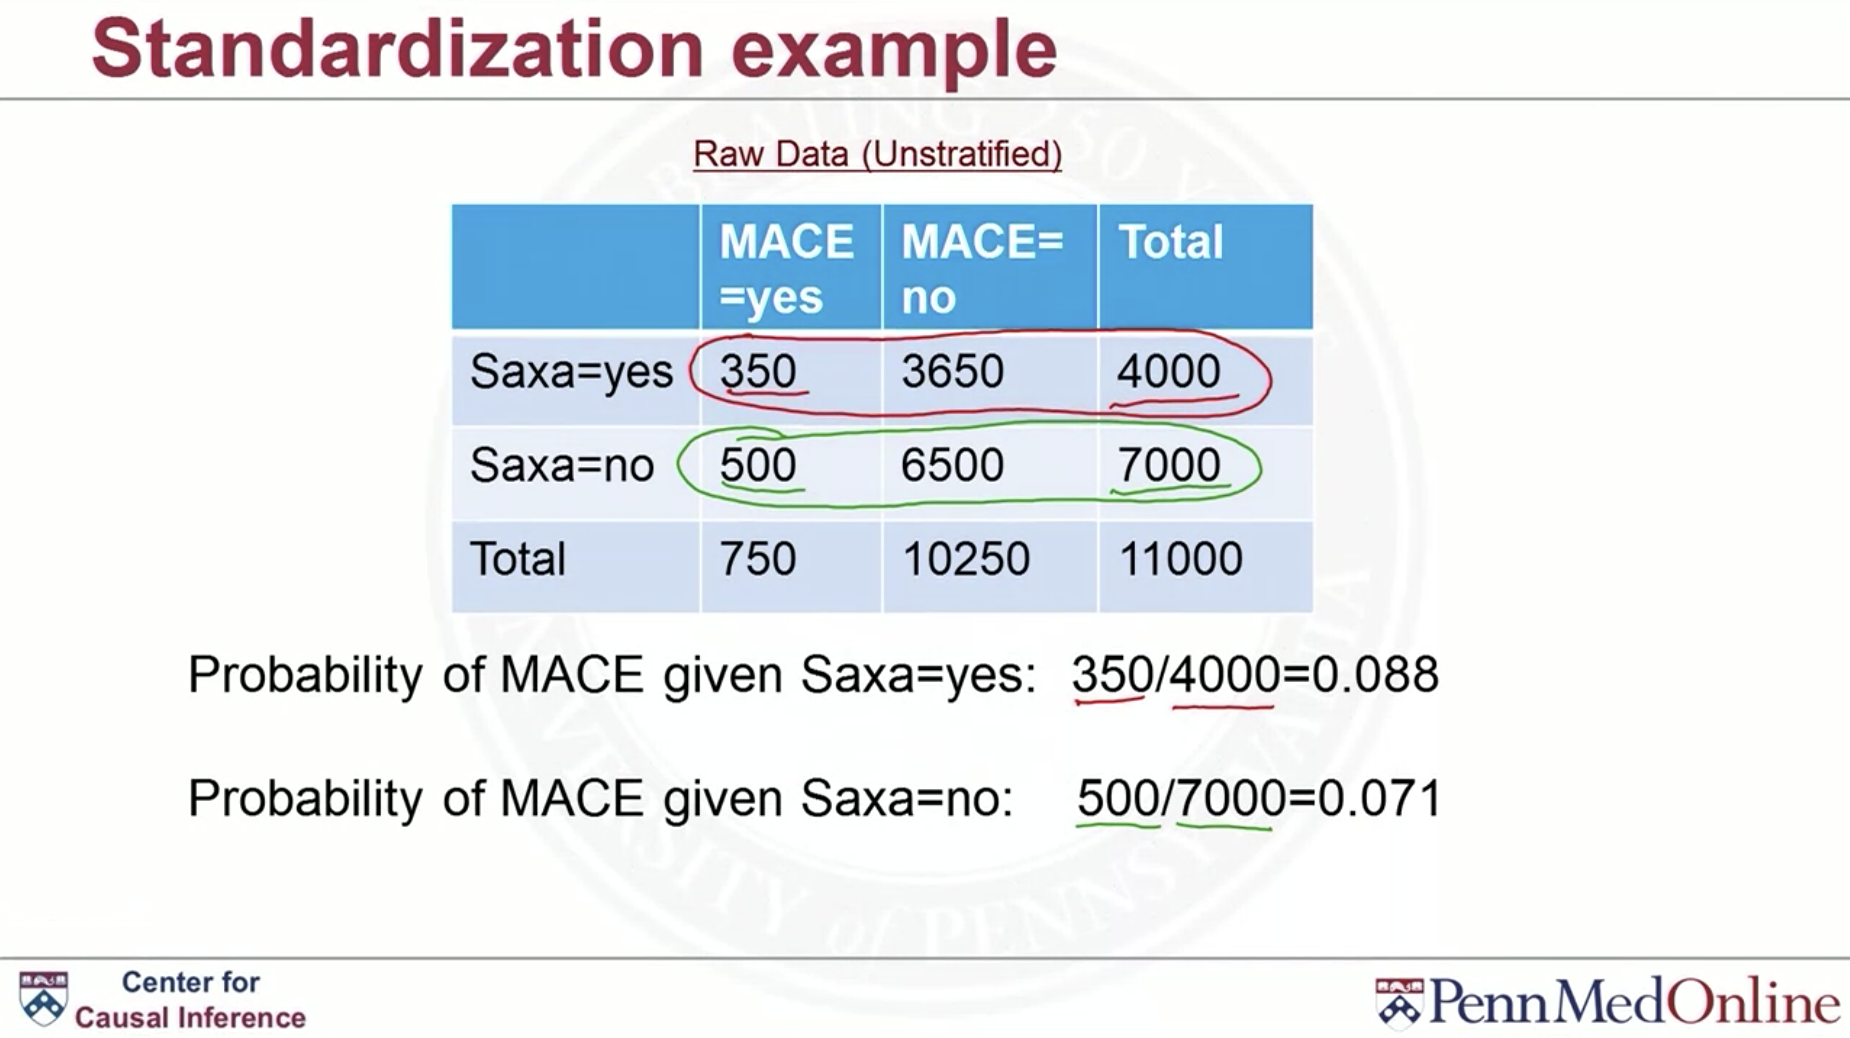 Standardization example
Raw Data (Unstratified)
MACE =yes MACE= no Total
Saxa=yes 350 3650 4000
Saxa=no 500 6500 7000
Total 750 10250 11000
Probability of MACE given Saxa=yes: 350/4000=0.088
Probability of MACE given Saxa=no: 500/7000=0.071
Center for
Causal Inference
PennMedOnline